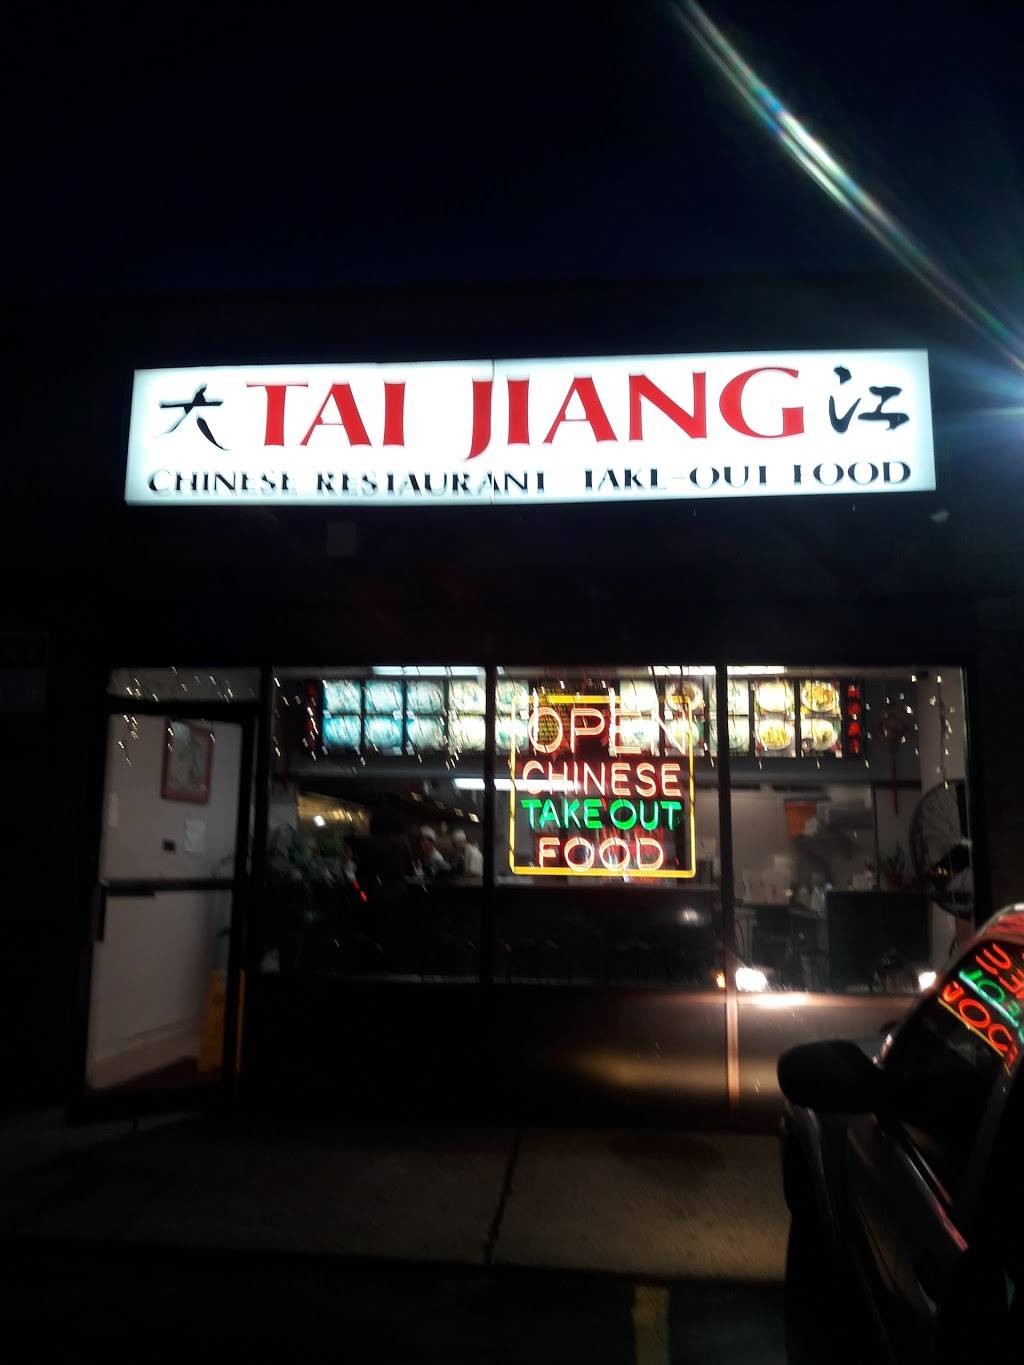 大 TAI JIANG 江
CHINESE RESTAURANT TAKE-OUT FOOD
OPEN
CHINESE
TAKE OUT
FOOD